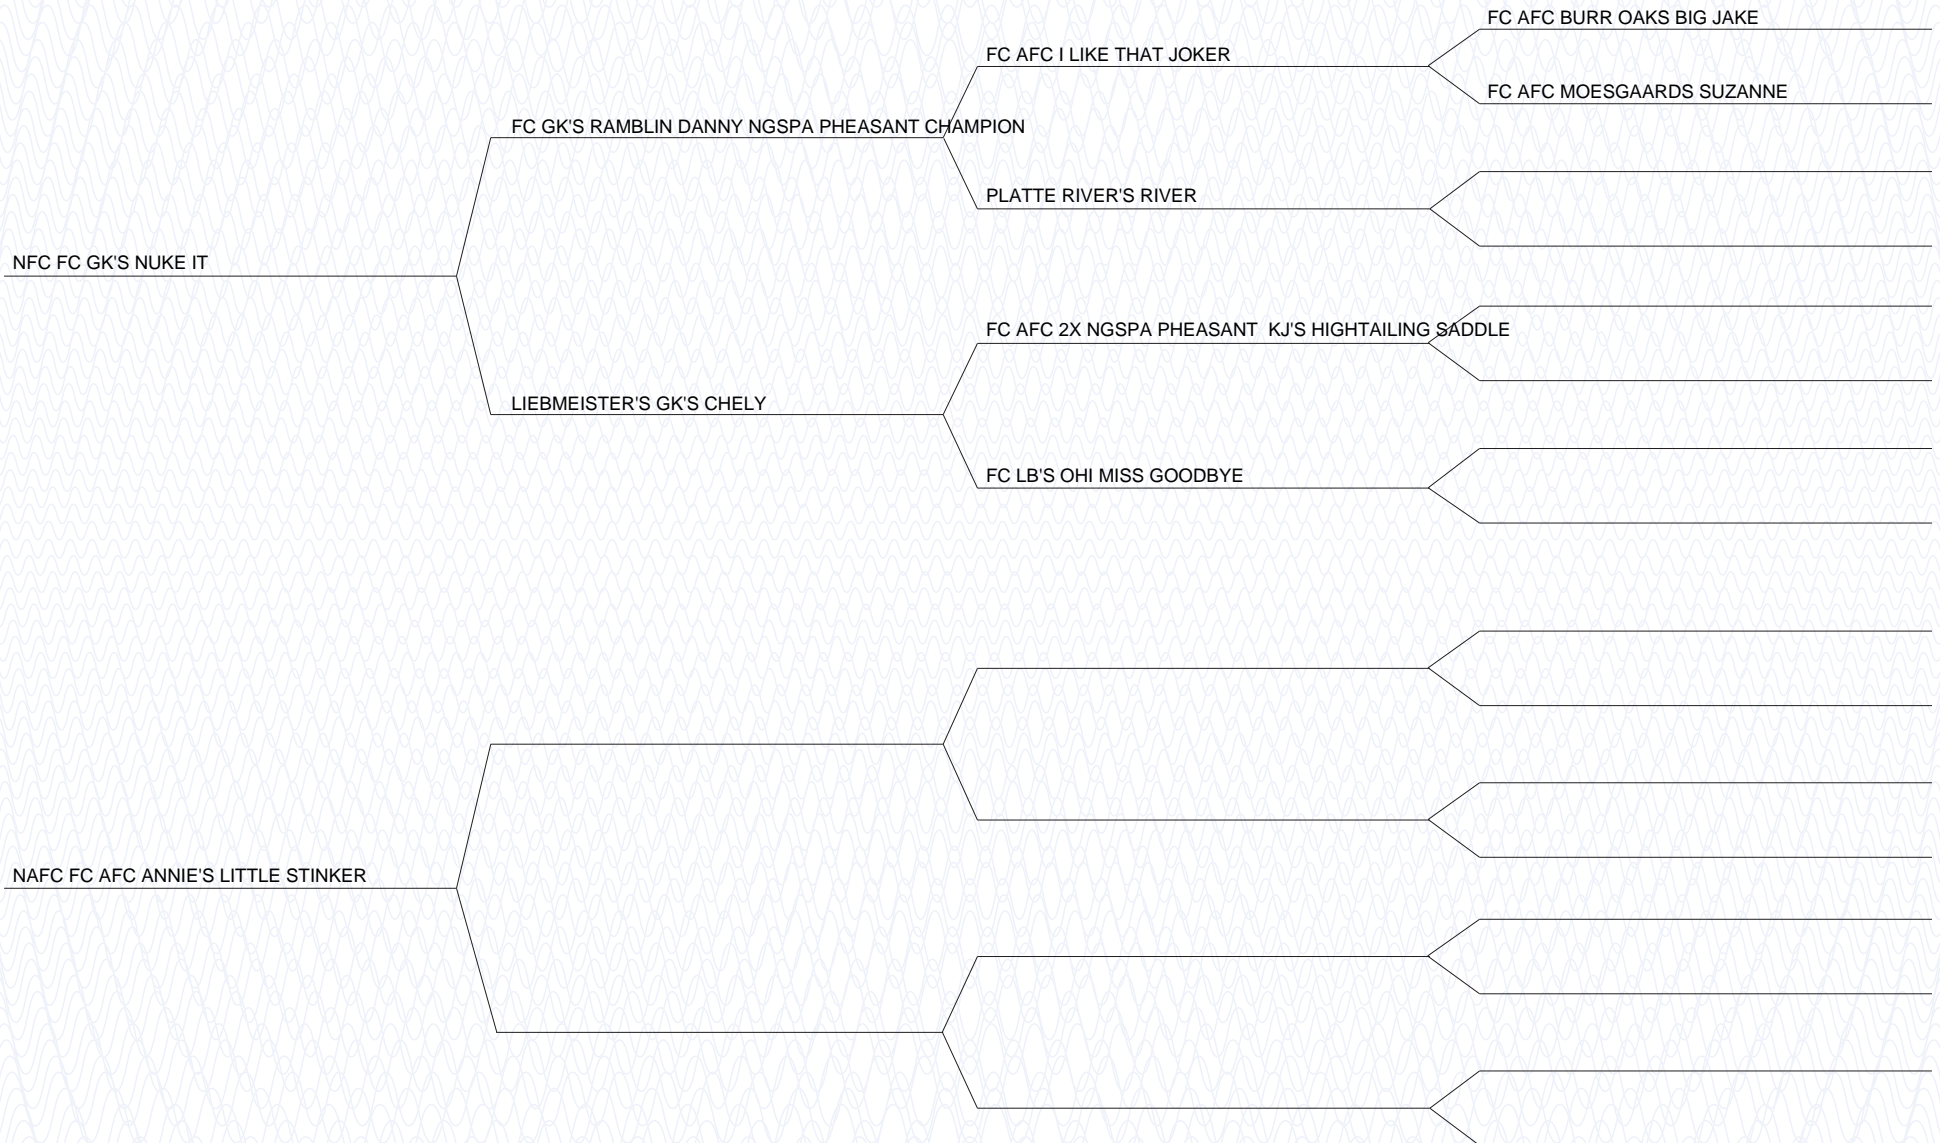 FC AFC BURR OAKS BIG JAKE
FC AFC I LIKE THAT JOKER
FC AFC MOESGAARDS SUZANNE
FC GK'S RAMBLIN DANNY NGSPA PHEASANT CHAMPION
PLATTE RIVER'S RIVER
NFC FC GK'S NUKE IT
FC AFC 2X NGSPA PHEASANT  KJ'S HIGHTAILING SADDLE
LIEBMEISTER'S GK'S CHELY
FC LB'S OHI MISS GOODBYE
NAFC FC AFC ANNIE'S LITTLE STINKER